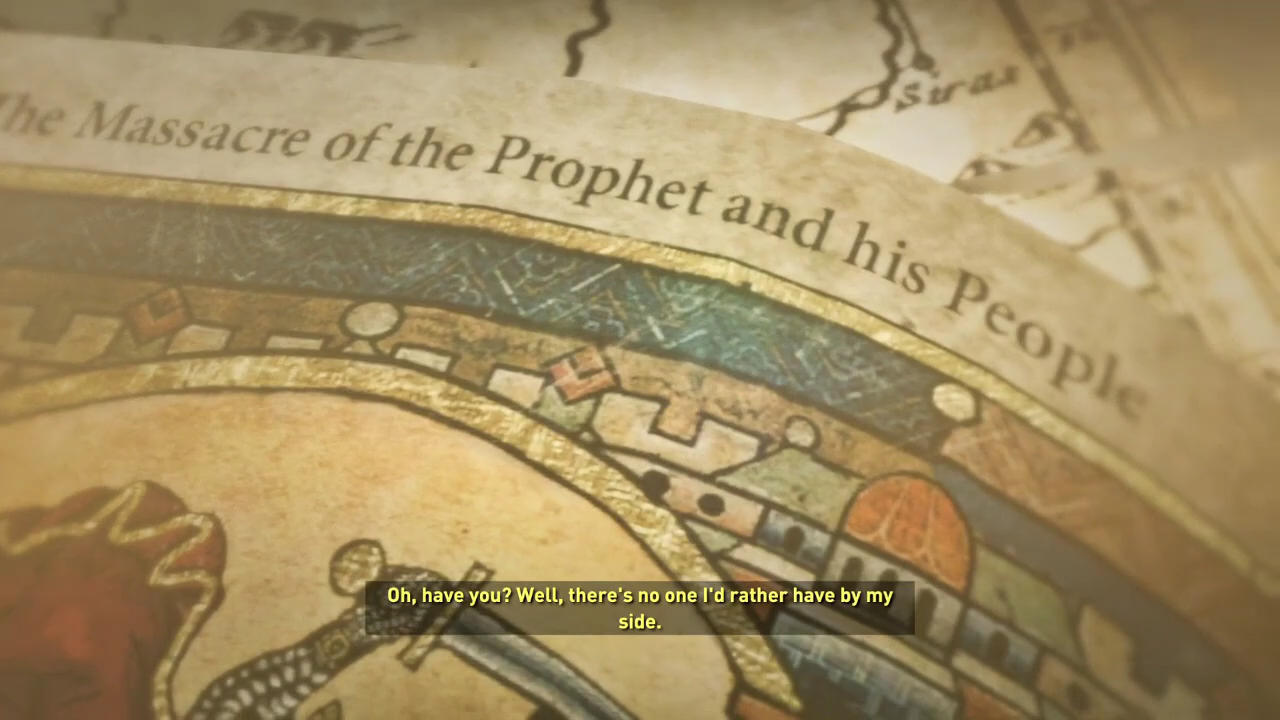 Siras
The Massacre of the Prophet and his People
Oh, have you? Well, there's no one I'd rather have by my
side.